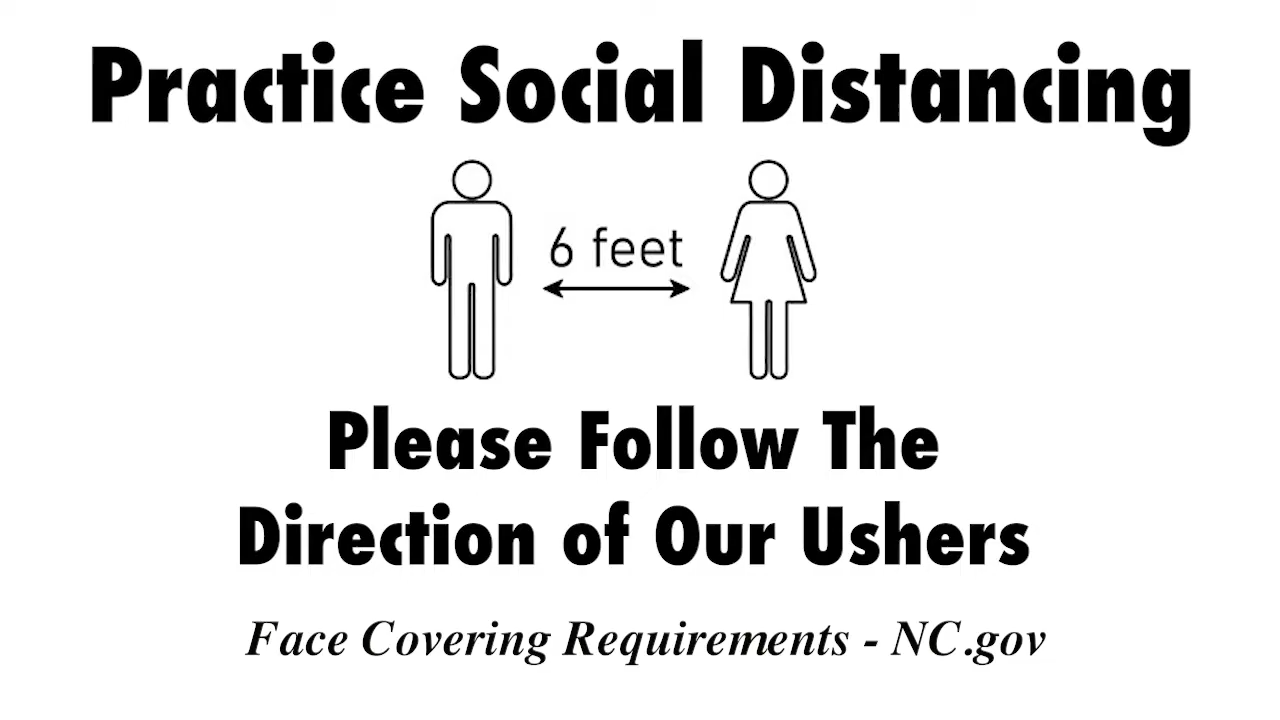 Practice Social Distancing
6 feet
Please Follow The
Direction of Our Ushers
Face Covering Requirements - NC.gov